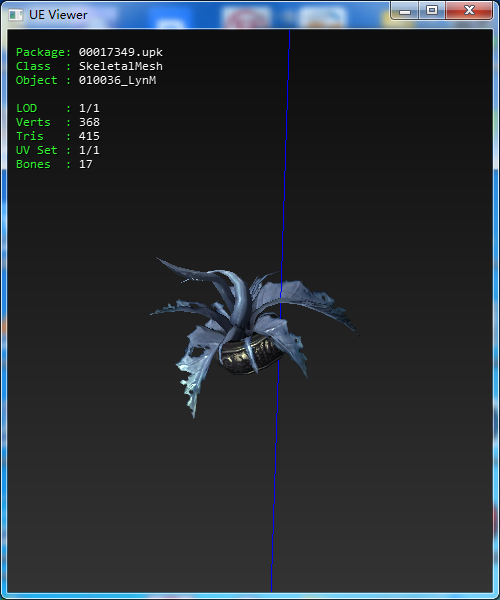 UE Viewer
Package: 00017349.upk
Class : SkeletalMesh
Object : 010036_LynM
LOD : 1/1
Verts : 368
Tris : 415
UV Set : 1/1
Bones : 17